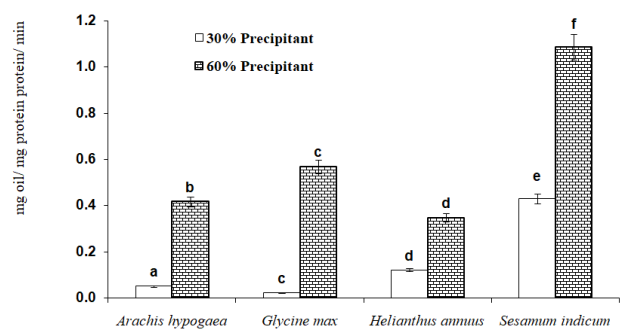 mg oil/ mg protein protein/ min
1.2
1.0
0.8
0.6
0.4
0.2
0.0
30% Precipitant
60% Precipitant
a
b
c
c
d
d
e
f
Arachis hypogaea
Glycine max
Helianthus annuus
Sesamum indicum